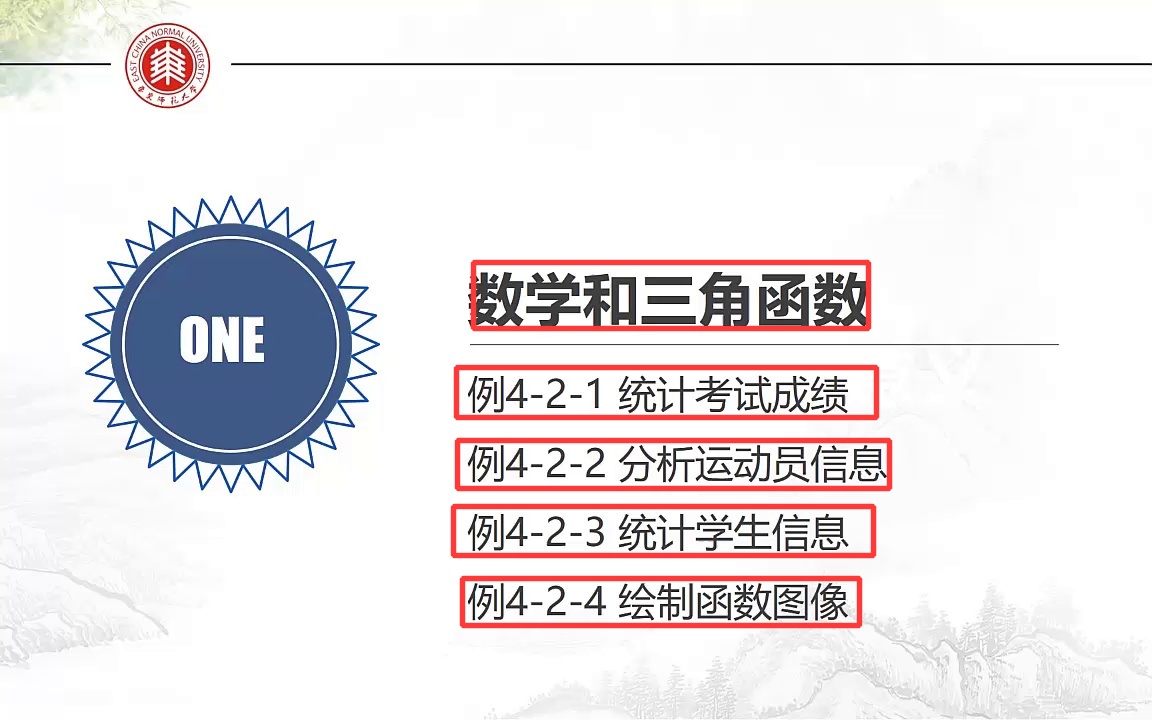 EAST CHINA NORMAL UNIVERSITY
华东师范大学
ONE
数学和三角函数
例4-2-1 统计考试成绩
例4-2-2 分析运动员信息
例4-2-3 统计学生信息
例4-2-4 绘制函数图像